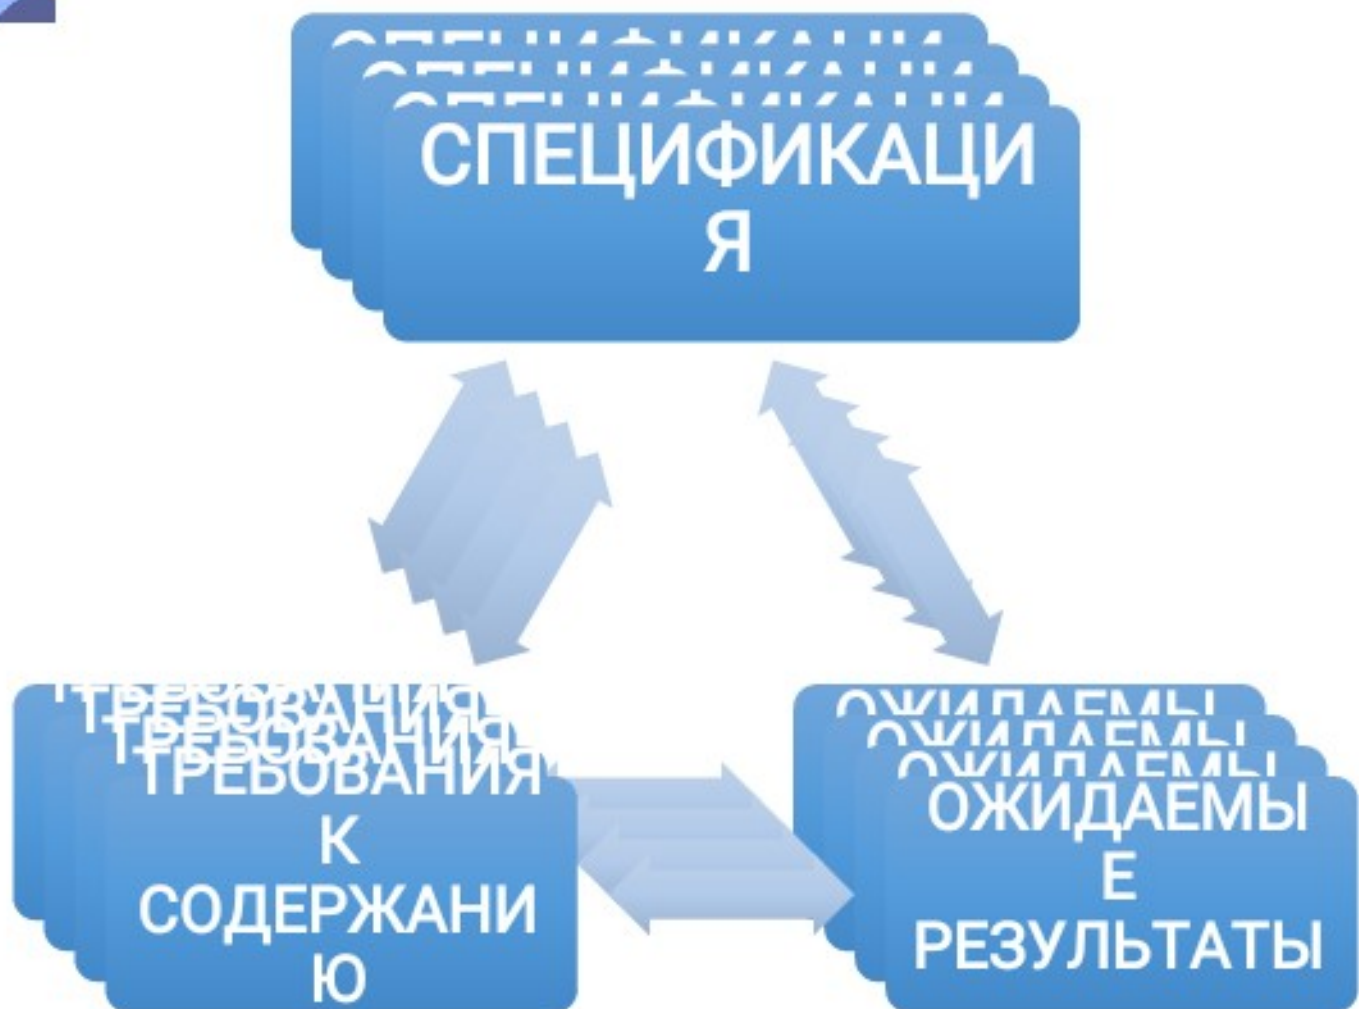 СПЕЦИФИКАЦИ
Я
ТРЕБОВАНИЯ
К
СОДЕРЖАНИ
Ю
ОЖИДАЕМЫ
Е
РЕЗУЛЬТАТЫ